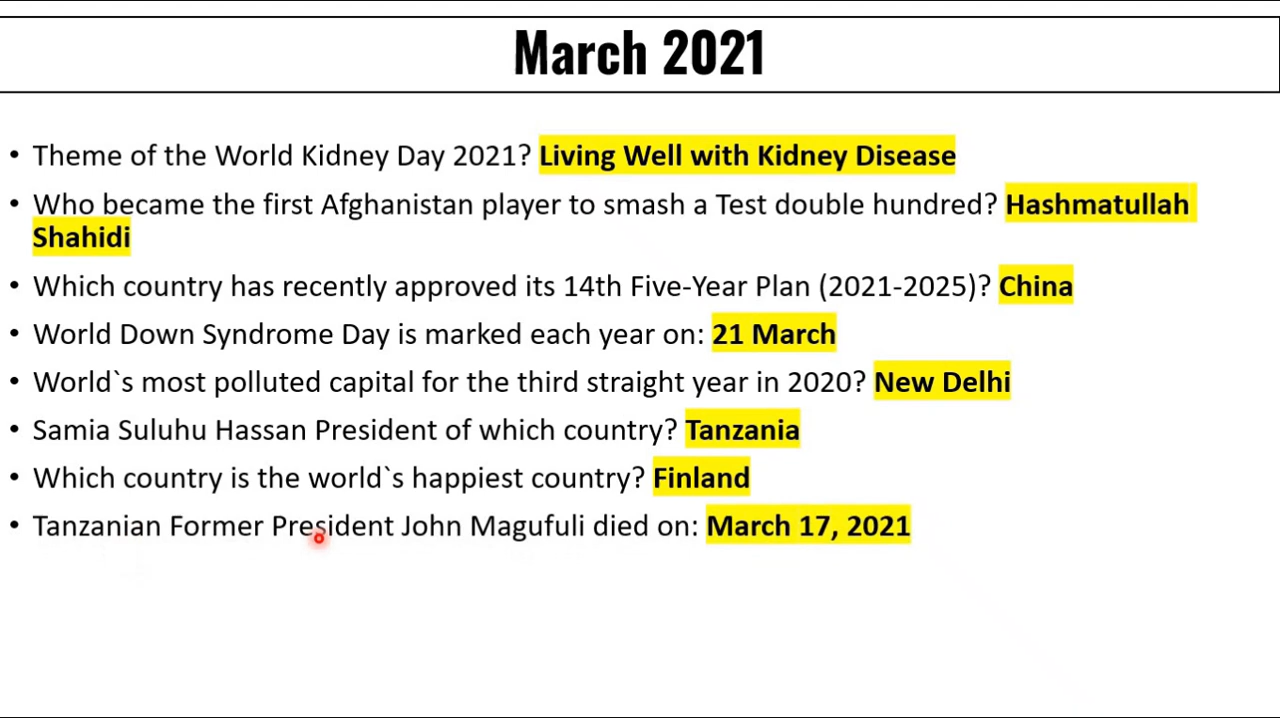 March 2021
• Theme of the World Kidney Day 2021? Living Well with Kidney Disease
• Who became the first Afghanistan player to smash a Test double hundred? Hashmatullah
Shahidi
• Which country has recently approved its 14th Five-Year Plan (2021-2025)? China
• World Down Syndrome Day is marked each year on: 21 March
• World`s most polluted capital for the third straight year in 2020? New Delhi
• Samia Suluhu Hassan President of which country? Tanzania
• Which country is the world`s happiest country? Finland
• Tanzanian Former President John Magufuli died on: March 17, 2021